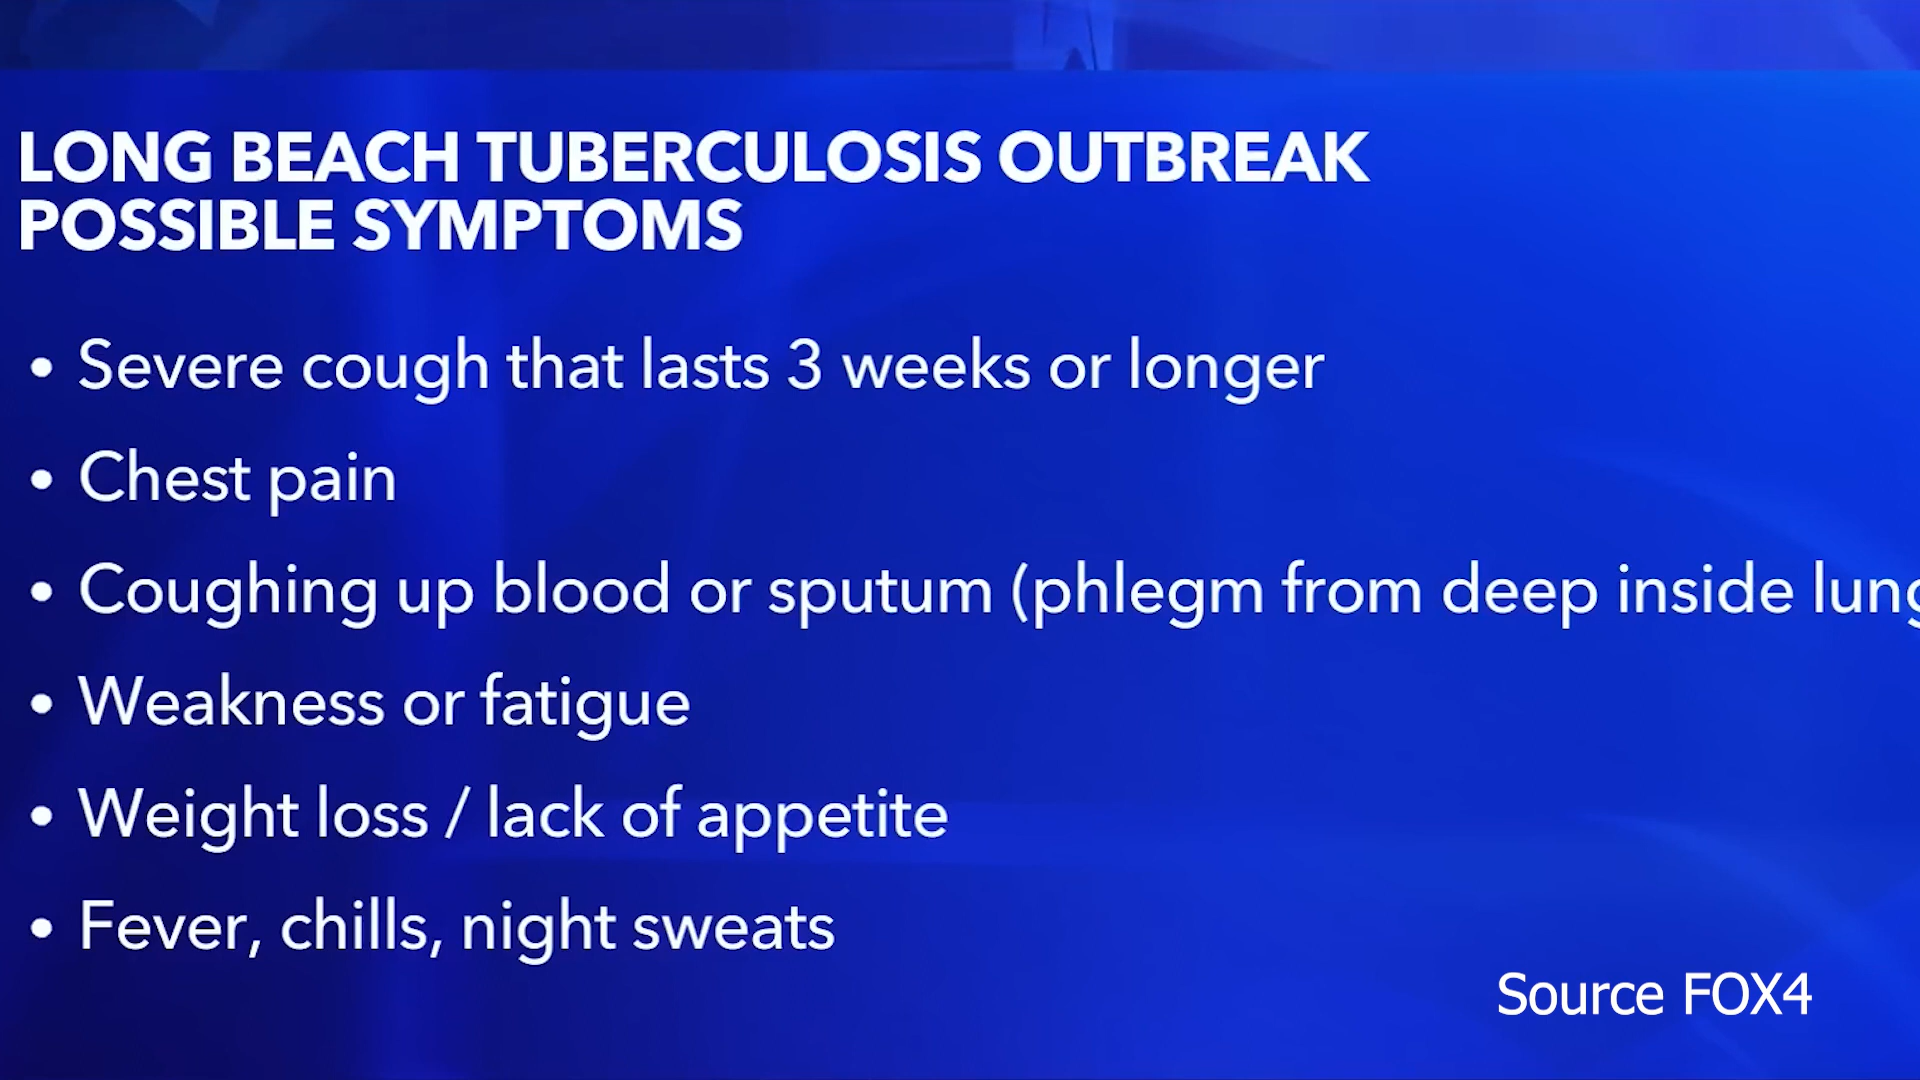 LONG BEACH TUBERCULOSIS OUTBREAK
POSSIBLE SYMPTOMS
• Severe cough that lasts 3 weeks or longer
• Chest pain
• Coughing up blood or sputum (phlegm from deep inside lung
• Weakness or fatigue
• Weight loss / lack of appetite
• Fever, chills, night sweats
Source FOX4